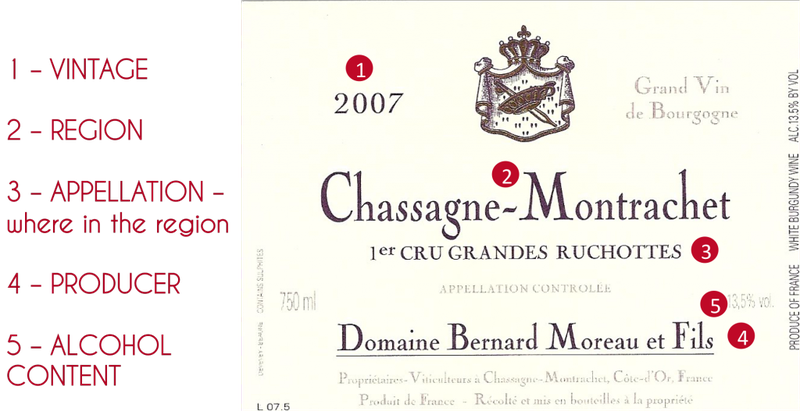 1 – VINTAGE
2 – REGION
3 – APPELLATION –
where in the region
4 – PRODUCER
5 – ALCOHOL
CONTENT
1
2007
Grand Vin
de Bourgogne
2
Chassagne-Montrachet
1er CRU GRANDES RUCHOTTES
3
APPELLATION CONTROLÉE
750 ml
5
13,5% vol.
Domaine Bernard Moreau et Fils
4
Propriétaires-Viticulteurs à Chassagne-Montrachet, Côte-d'Or, France
Produit de France - Récolté et mis en bouteilles à la propriété
L 07.5
CONTAINS SULPHITES
PRODUCE OF FRANCE WHITE BURGUNDY WINE ALC.13.5% BY VOL